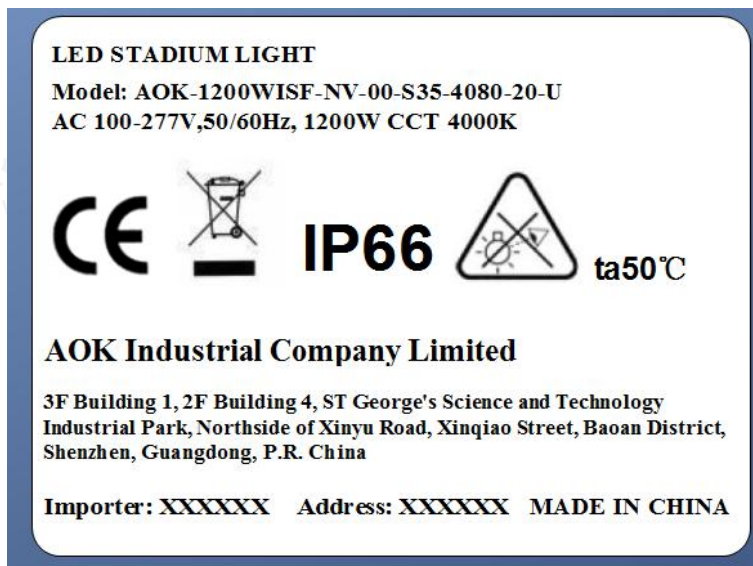 LED STADIUM LIGHT
Model: AOK-1200WISF-NV-00-S35-4080-20-U
AC 100-277V,50/60Hz, 1200W CCT 4000K
CE IP66 ta50℃
AOK Industrial Company Limited
3F Building 1, 2F Building 4, ST George's Science and Technology
Industrial Park, Northside of Xinyu Road, Xinqiao Street, Baoan District,
Shenzhen, Guangdong, P.R. China
Importer: XXXXXX Address: XXXXXX MADE IN CHINA